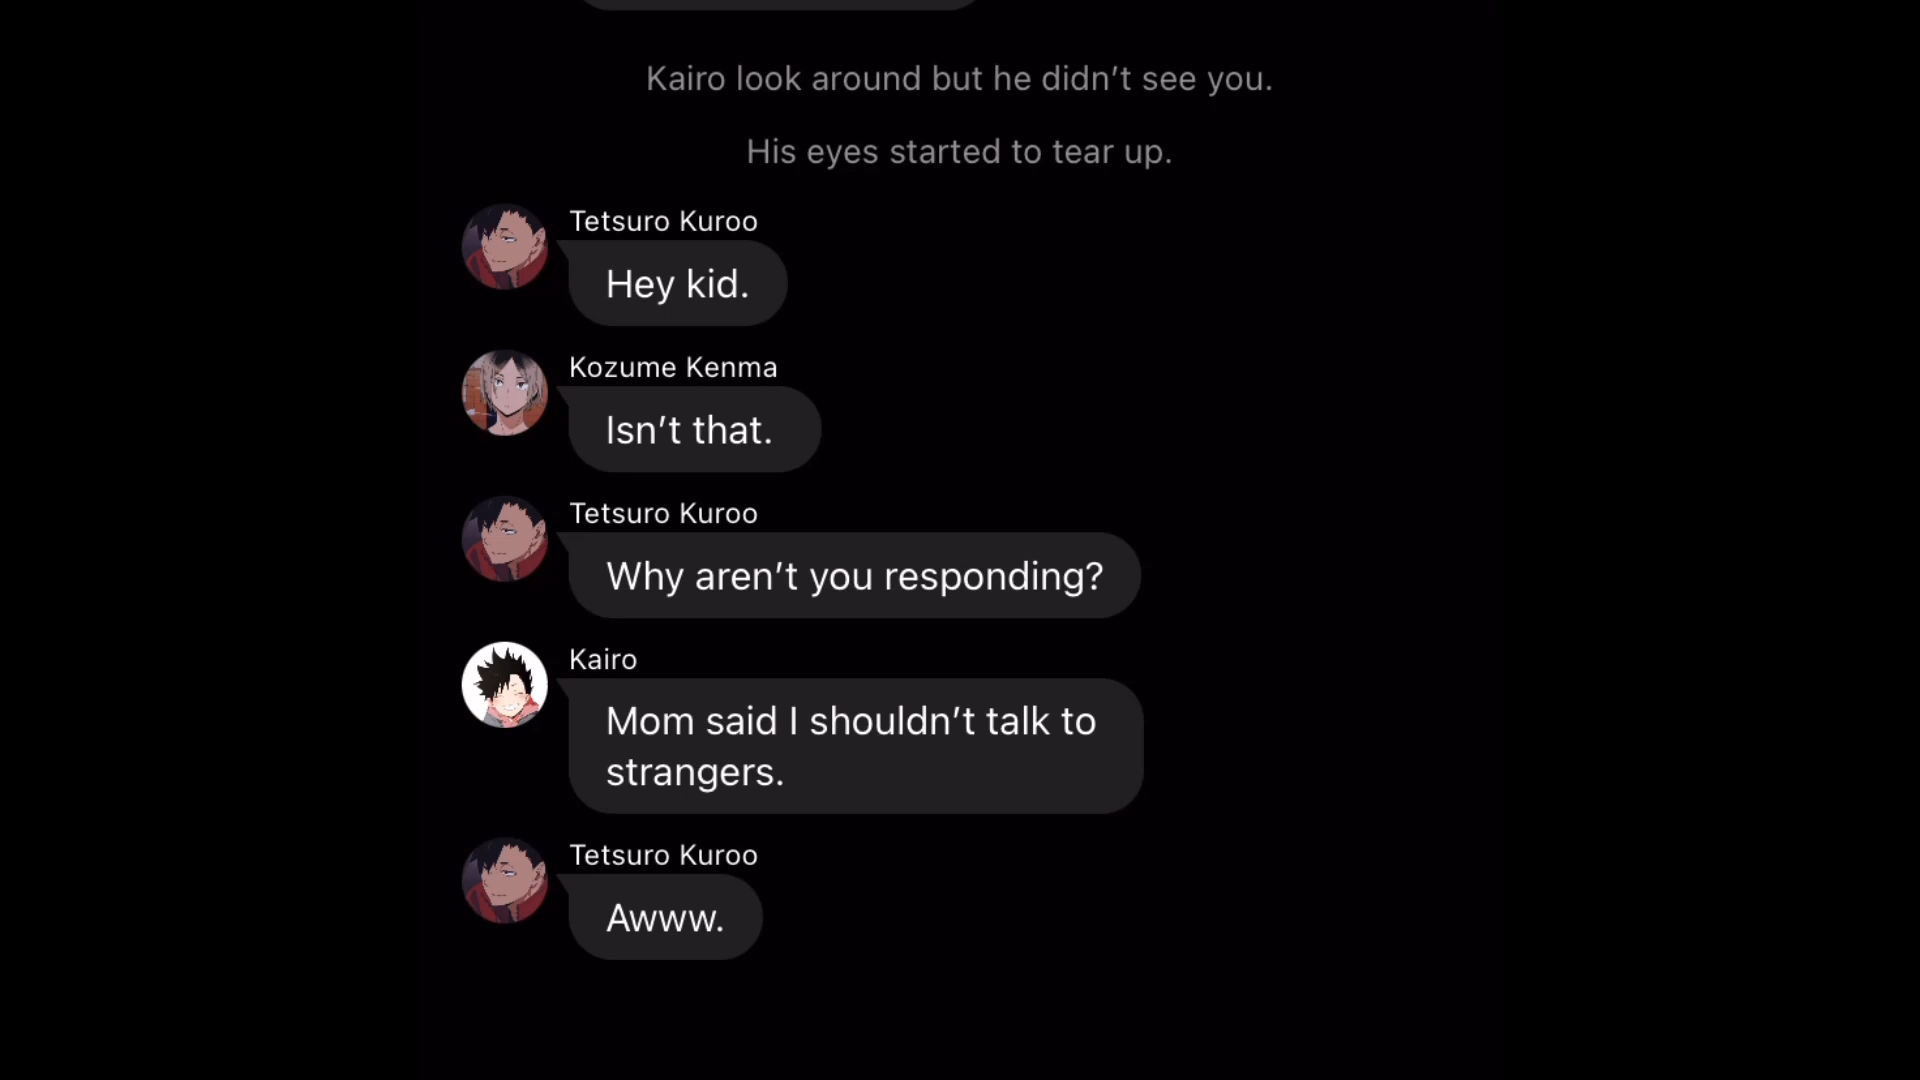 Kairo look around but he didn’t see you.
His eyes started to tear up.
Tetsuro Kuroo
Hey kid.
Kozume Kenma
Isn’t that.
Tetsuro Kuroo
Why aren’t you responding?
Kairo
Mom said I shouldn’t talk to
strangers.
Tetsuro Kuroo
Awww.